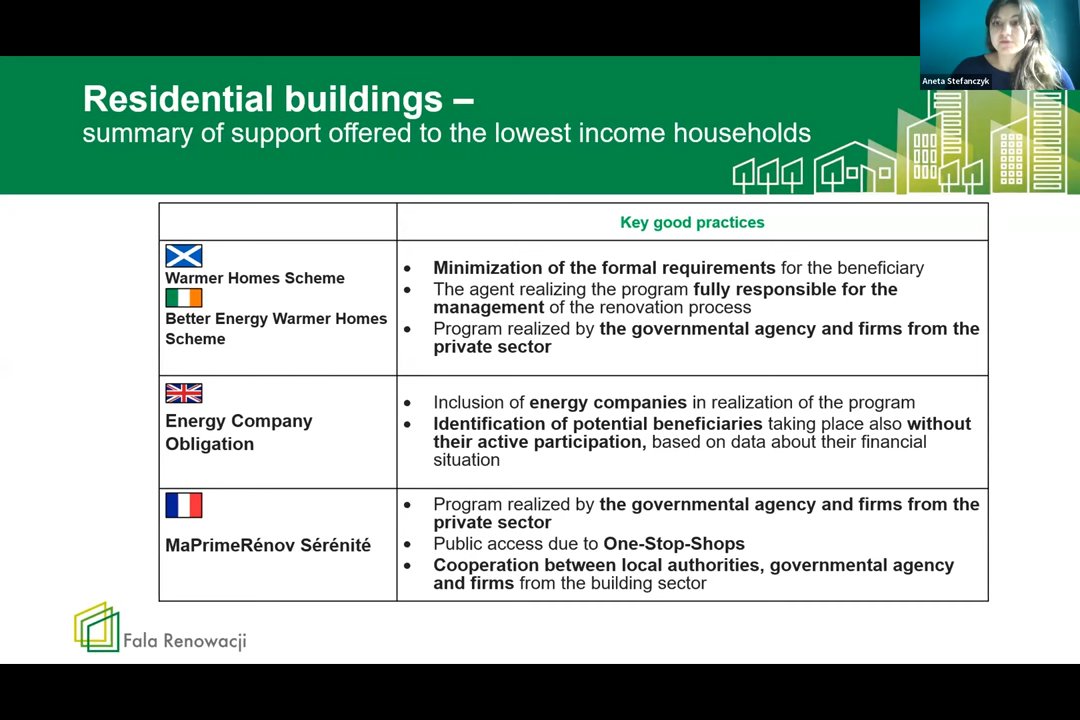 Aneta Stefanczyk
Residential buildings –
summary of support offered to the lowest income households
Key good practices
Warmer Homes Scheme
Better Energy Warmer Homes
Scheme
• Minimization of the formal requirements for the beneficiary
• The agent realizing the program fully responsible for the
management of the renovation process
• Program realized by the governmental agency and firms from the
private sector
Energy Company
Obligation
• Inclusion of energy companies in realization of the program
• Identification of potential beneficiaries taking place also without
their active participation, based on data about their financial
situation
MaPrimeRénov Sérénité
• Program realized by the governmental agency and firms from the
private sector
• Public access due to One-Stop-Shops
• Cooperation between local authorities, governmental agency
and firms from the building sector
Fala Renowacji